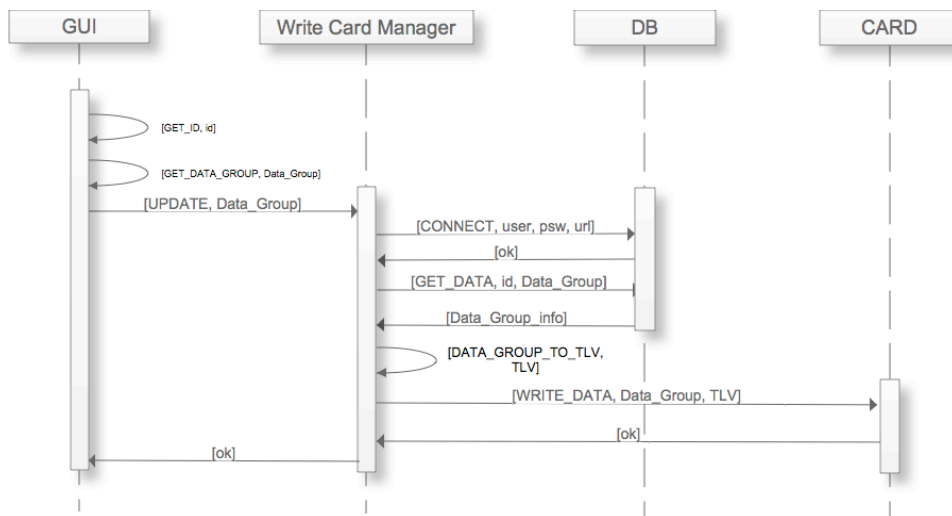 GUI
Write Card Manager
DB
CARD
[GET_ID, id]
[GET_DATA_GROUP, Data_Group]
[UPDATE, Data_Group]
[CONNECT, user, psw, url]
[ok]
[GET_DATA, id, Data_Group]
[Data_Group_info]
[DATA_GROUP_TO_TLV,
TLV]
[WRITE_DATA, Data_Group, TLV]
[ok]
[ok]